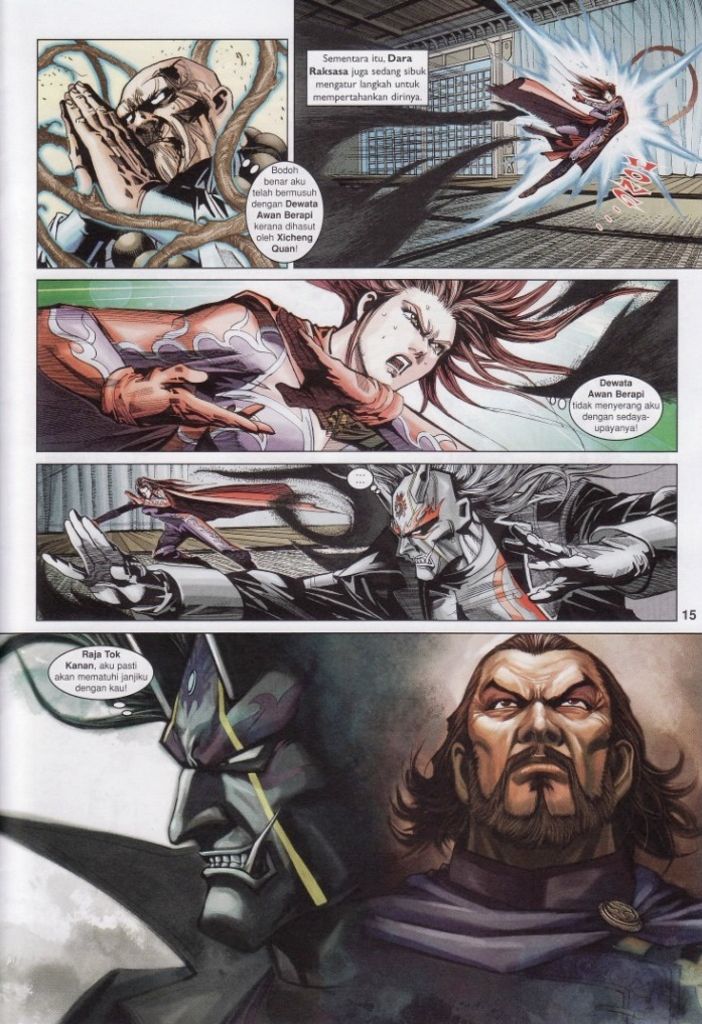 Sementara itu, Dara
Raksasa juga sedang sibuk
mengatur langkah untuk
mempertahankan dirinya.
Bodoh
benar aku
telah bermusuh
dengan Dewata
Awan Berapi
kerana dihasut
oleh Xicheng
Quan!
Dewata
Awan Berapi
tidak menyerang aku
dengan sedaya-
upayanya!
... ...
15
Raja Tok
Kanan, aku pasti
akan mematuhi janjiku
dengan kau!